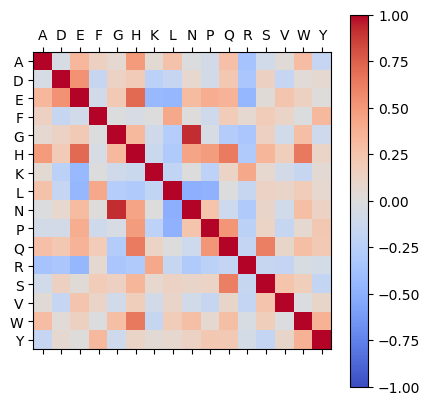 A D E F G H K L N P Q R S V W Y
A
D
E
F
G
H
K
L
N
P
Q
R
S
V
W
Y
1.00
0.75
0.50
0.25
0.00
−0.25
−0.50
−0.75
−1.00